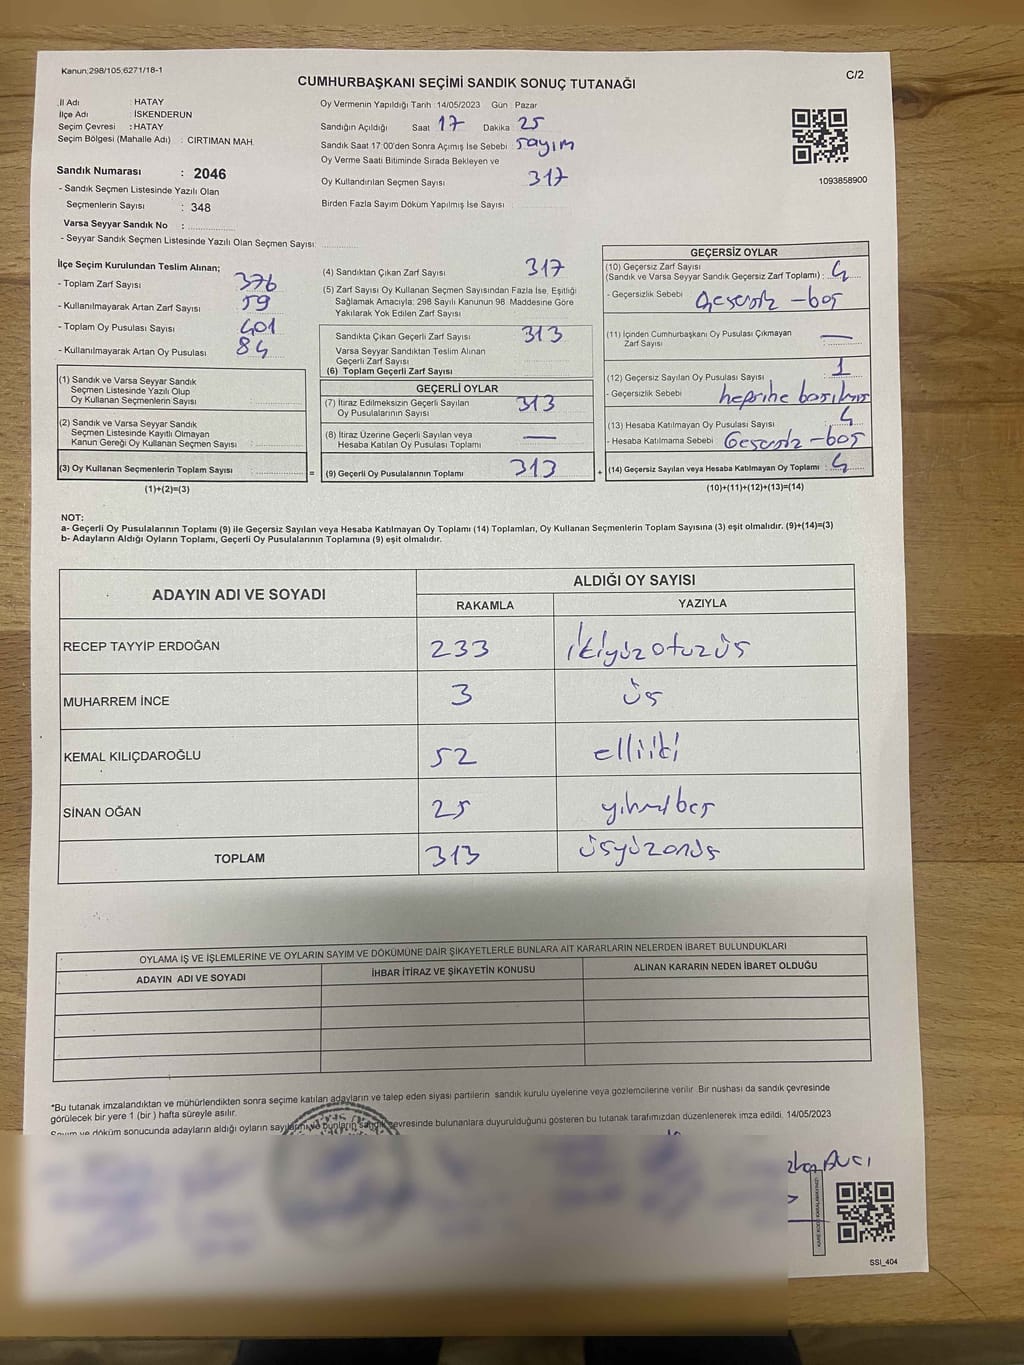 Kanun;298/105;6271/18-1
C/2
CUMHURBAŞKANI SEÇİMİ SANDIK SONUÇ TUTANAĞI
İl Adı : HATAY
İlçe Adı : İSKENDERUN
Seçim Çevresi : HATAY
Seçim Bölgesi (Mahalle Adı) : CIRTIMAN MAH.
Sandık Numarası : 2046
- Sandık Seçmen Listesinde Yazılı Olan
Seçmenlerin Sayısı : 348
Varsa Seyyar Sandık No :
- Seyyar Sandık Seçmen Listesinde Yazılı Olan Seçmen Sayısı:
Oy Vermenin Yapıldığı Tarih :14/05/2023 Gün : Pazar
Sandığın Açıldığı Saat 17 Dakika : 25
Sandık Saat 17:00'den Sonra Açımış İse Sebebi : sayım
Oy Verme Saati Bitiminde Sırada Bekleyen ve
Oy Kullandırılan Seçmen Sayısı 317
Birden Fazla Sayım Döküm Yapılmış İse Sayısı :
1093858900
İlçe Seçim Kurulundan Teslim Alınan;
- Toplam Zarf Sayısı : 376
- Kullanılmayarak Artan Zarf Sayısı : 59
- Toplam Oy Pusulası Sayısı : 401
- Kullanılmayarak Artan Oy Pusulası : 84
(1) Sandık ve Varsa Seyyar Sandık
Seçmen Listesinde Yazılı Olup
Oy Kullanan Seçmenlerin Sayısı :
(2) Sandık ve Varsa Seyyar Sandık
Seçmen Listesinde Kayıtlı Olmayan
Kanun Gereği Oy Kullanan Seçmen Sayısı :
(3) Oy Kullanan Seçmenlerin Toplam Sayısı : =
(1)+(2)=(3)
(4) Sandıktan Çıkan Zarf Sayısı : 317
(5) Zarf Sayısı Oy Kullanan Seçmen Sayısından Fazla İse, Eşitliği
Sağlamak Amacıyla; 298 Sayılı Kanunun 98. Maddesine Göre
Yakılarak Yok Edilen Zarf Sayısı :
Sandıkta Çıkan Geçerli Zarf Sayısı : 313
Varsa Seyyar Sandıktan Teslim Alınan
Geçerli Zarf Sayısı :
(6) Toplam Geçerli Zarf Sayısı :
GEÇERLİ OYLAR
(7) İtiraz Edilmeksizin Geçerli Sayılan
Oy Pusulalarının Sayısı : 313
(8) İtiraz Üzerine Geçerli Sayılan veya
Hesaba Katılan Oy Pusulası Toplamı : —
(9) Geçerli Oy Pusulalarının Toplamı : 313 +
GEÇERSİZ OYLAR
(10) Geçersiz Zarf Sayısı
(Sandık ve Varsa Seyyar Sandık Geçersiz Zarf Toplamı) : 4
- Geçersizlik Sebebi : Geçersiz - boş
(11) İçinden Cumhurbaşkanı Oy Pusulası Çıkmayan
Zarf Sayısı : —
(12) Geçersiz Sayılan Oy Pusulası Sayısı : 1
- Geçersizlik Sebebi : hepsine basılmış
(13) Hesaba Katılmayan Oy Pusulası Sayısı : 4
- Hesaba Katılmama Sebebi : Geçersiz - boş
(14) Geçersiz Sayılan veya Hesaba Katılmayan Oy Toplamı : 4
(10)+(11)+(12)+(13)=(14)
NOT:
a- Geçerli Oy Pusulalarının Toplamı (9) ile Geçersiz Sayılan veya Hesaba Katılmayan Oy Toplamı (14) Toplamları, Oy Kullanan Seçmenlerin Toplam Sayısına (3) eşit olmalıdır. (9)+(14)=(3)
b- Adayların Aldığı Oyların Toplamı, Geçerli Oy Pusulalarının Toplamına (9) eşit olmalıdır.
ADAYIN ADI VE SOYADI ALDIĞI OY SAYISI
RAKAMLA YAZIYLA
RECEP TAYYİP ERDOĞAN 233 ikiyüzotuzüç
MUHARREM İNCE 3 üç
KEMAL KILIÇDAROĞLU 52 elliiki
SİNAN OĞAN 25 yirmibeş
TOPLAM 313 üçyüzonüç
OYLAMA İŞ VE İŞLEMLERİNE VE OYLARIN SAYIM VE DÖKÜMÜNE DAİR ŞİKAYETLERLE BUNLARA AİT KARARLARIN NELERDEN İBARET BULUNDUKLARI
ADAYIN ADI VE SOYADI İHBAR İTİRAZ VE ŞİKAYETİN KONUSU ALINAN KARARIN NEDEN İBARET OLDUĞU
*Bu tutanak imzalandıktan ve mühürlendikten sonra seçime katılan adayların ve talep eden siyasi partilerin sandık kurulu üyelerine veya gözlemcilerine verilir. Bir nüshası da sandık çevresinde
görülecek bir yere 1 (bir ) hafta süreyle asılır.
Sayım ve döküm sonucunda adayların aldığı oyların sayılarını ve bunların sandık çevresinde bulunanlara duyurulduğunu gösteren bu tutanak tarafımızdan düzenlenerek imza edildi. 14/05/2023
SSI_404